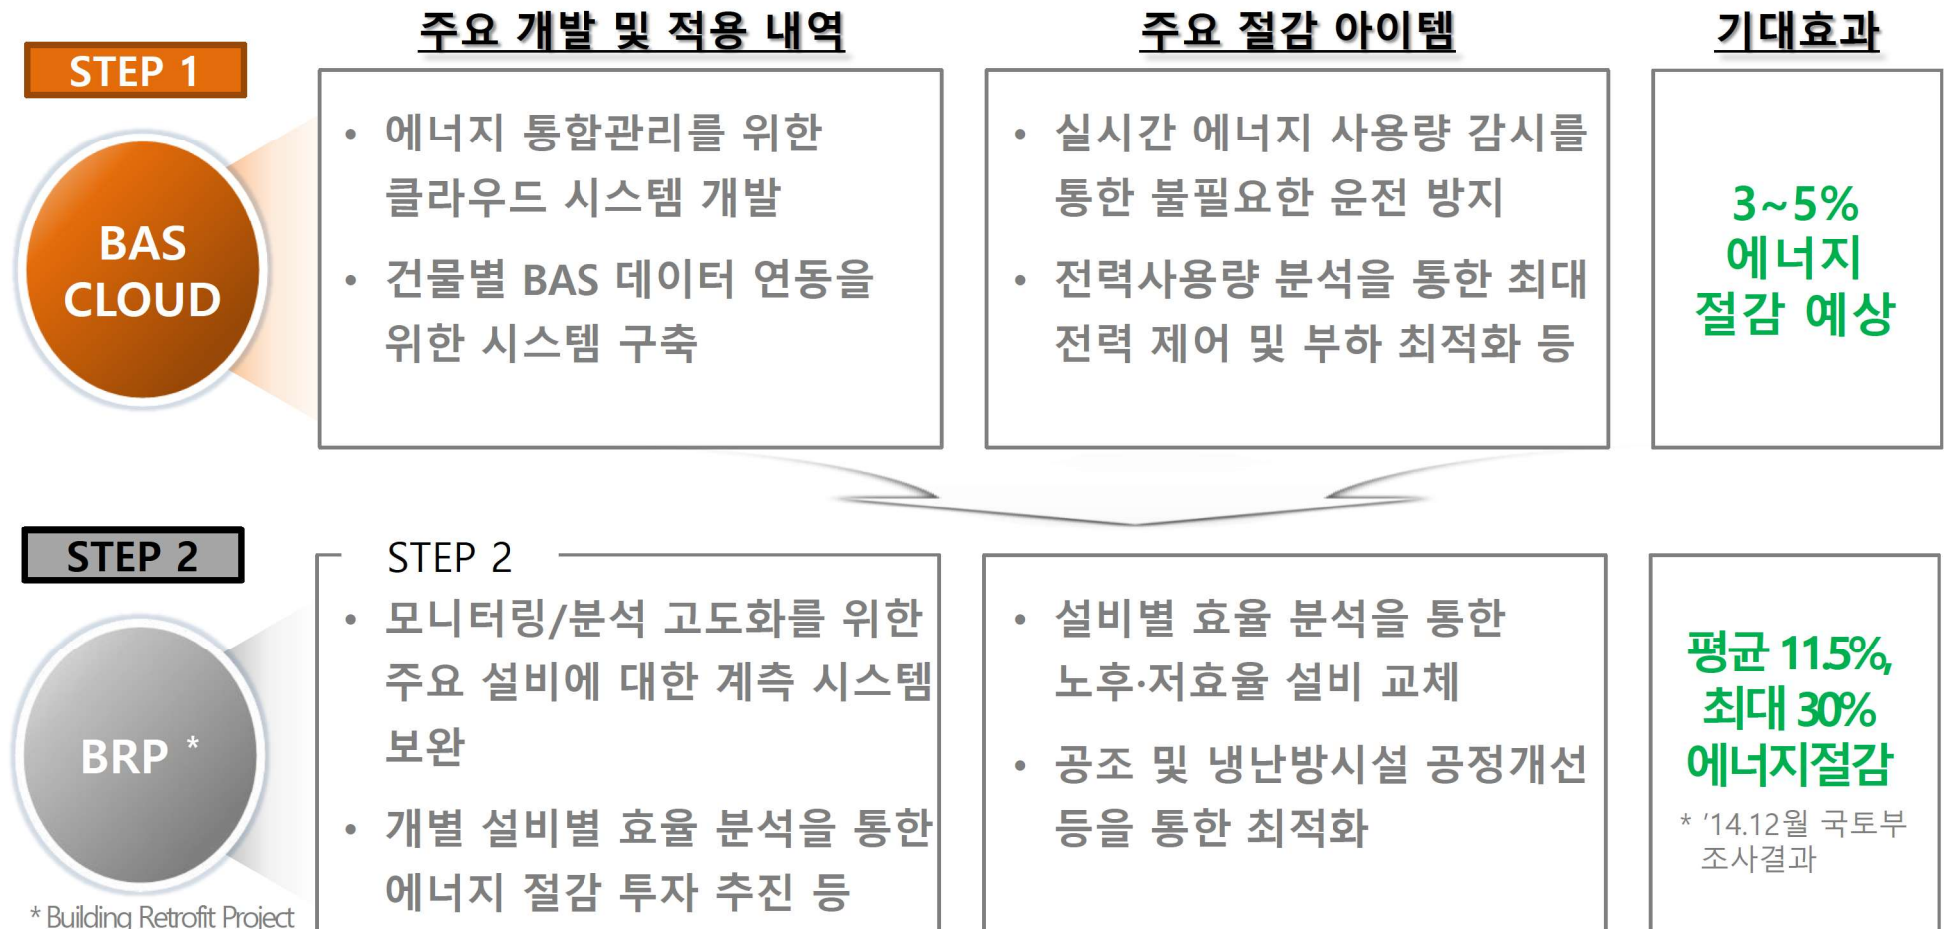 주요 개발 및 적용 내역
주요 절감 아이템
기대효과
STEP 1
BAS
CLOUD
• 에너지 통합관리를 위한
클라우드 시스템 개발
• 건물별 BAS 데이터 연동을
위한 시스템 구축
• 실시간 에너지 사용량 감시를
통한 불필요한 운전 방지
• 전력사용량 분석을 통한 최대
전력 제어 및 부하 최적화 등
3~5%
에너지
절감 예상
STEP 2
BRP *
* Building Retrofit Project
STEP 2
• 모니터링/분석 고도화를 위한
주요 설비에 대한 계측 시스템
보완
• 개별 설비별 효율 분석을 통한
에너지 절감 투자 추진 등
• 설비별 효율 분석을 통한
노후·저효율 설비 교체
• 공조 및 냉난방시설 공정개선
등을 통한 최적화
평균 11.5%,
최대 30%
에너지절감
* '14.12월 국토부
조사결과